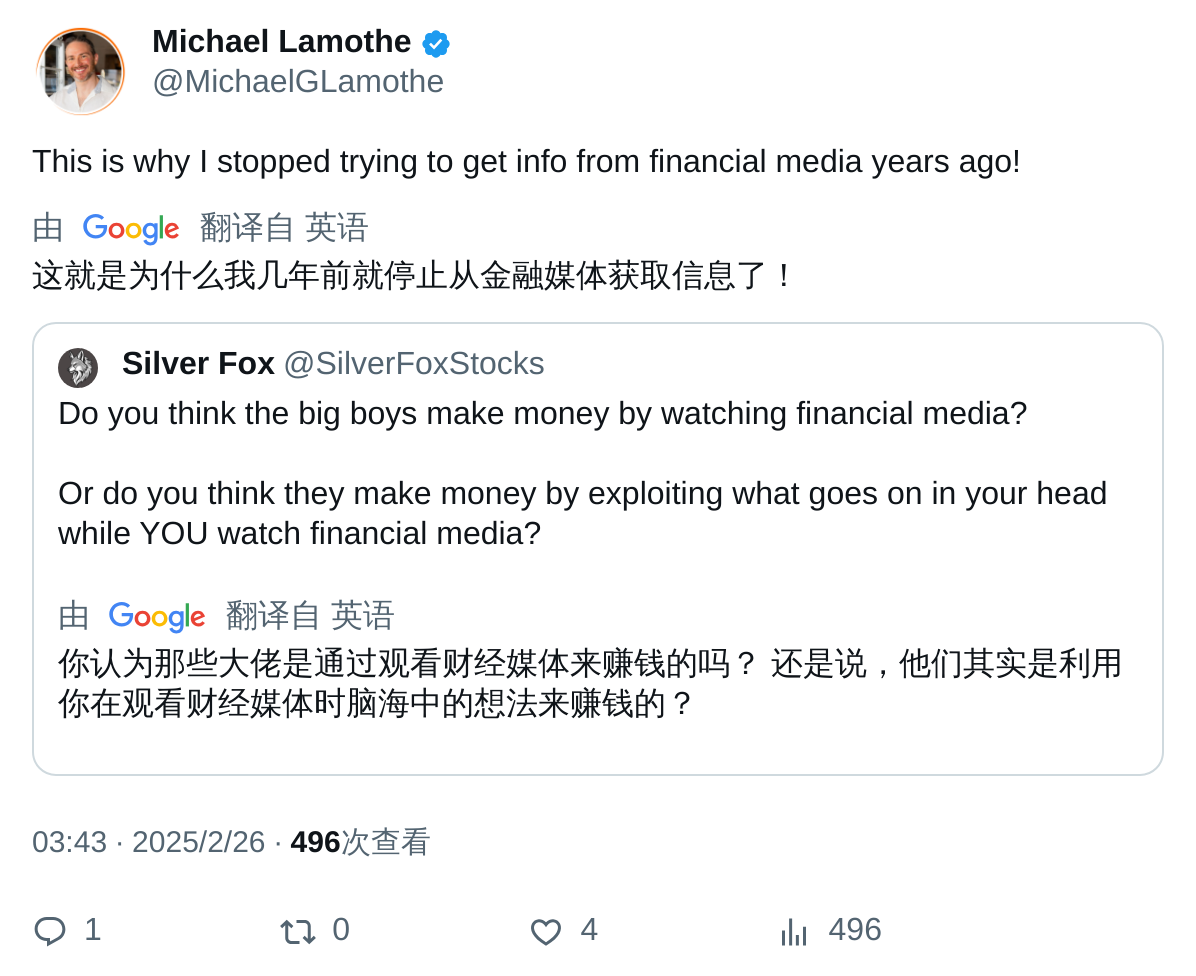 Michael Lamothe
@MichaelGLamothe
This is why I stopped trying to get info from financial media years ago!
由 Google 翻译自 英语
这就是为什么我几年前就停止从金融媒体获取信息了！
Silver Fox @SilverFoxStocks
Do you think the big boys make money by watching financial media?
Or do you think they make money by exploiting what goes on in your head
while YOU watch financial media?
由 Google 翻译自 英语
你认为那些大佬是通过观看财经媒体来赚钱的吗？ 还是说，他们其实是利用
你在观看财经媒体时脑海中的想法来赚钱的？
03:43 · 2025/2/26 · 496次查看
1 0 4 496